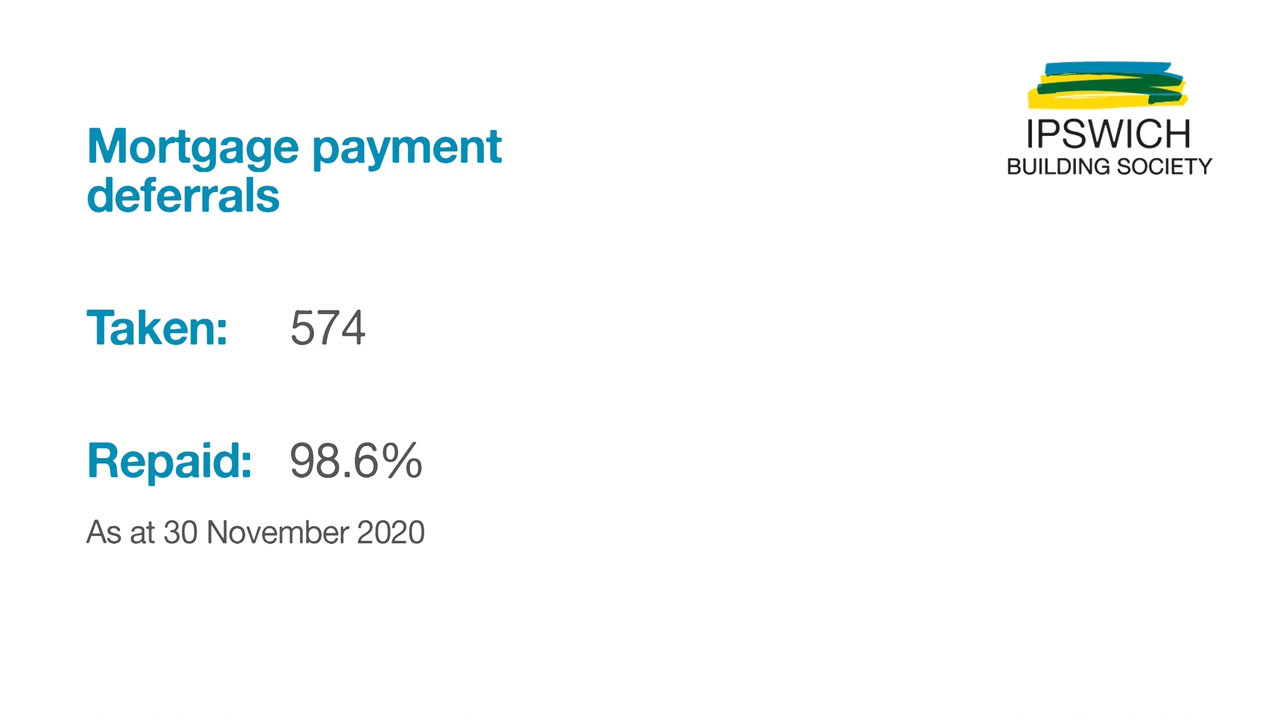 IPSWICH
BUILDING SOCIETY
Mortgage payment
deferrals
Taken: 574
Repaid: 98.6%
As at 30 November 2020